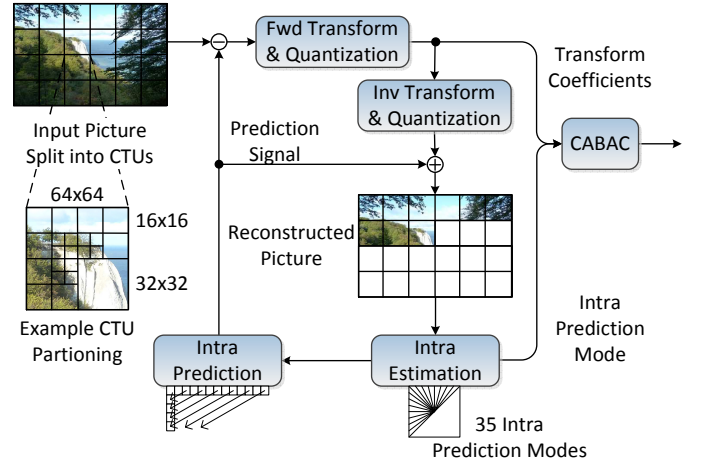 Fwd Transform
& Quantization
Transform
Coefficients
Inv Transform
& Quantization
Input Picture
Split into CTUs
Prediction
Signal
CABAC
64x64
16x16
32x32
Reconstructed
Picture
Example CTU
Partioning
Intra
Prediction
Mode
Intra
Prediction
Intra
Estimation
35 Intra
Prediction Modes